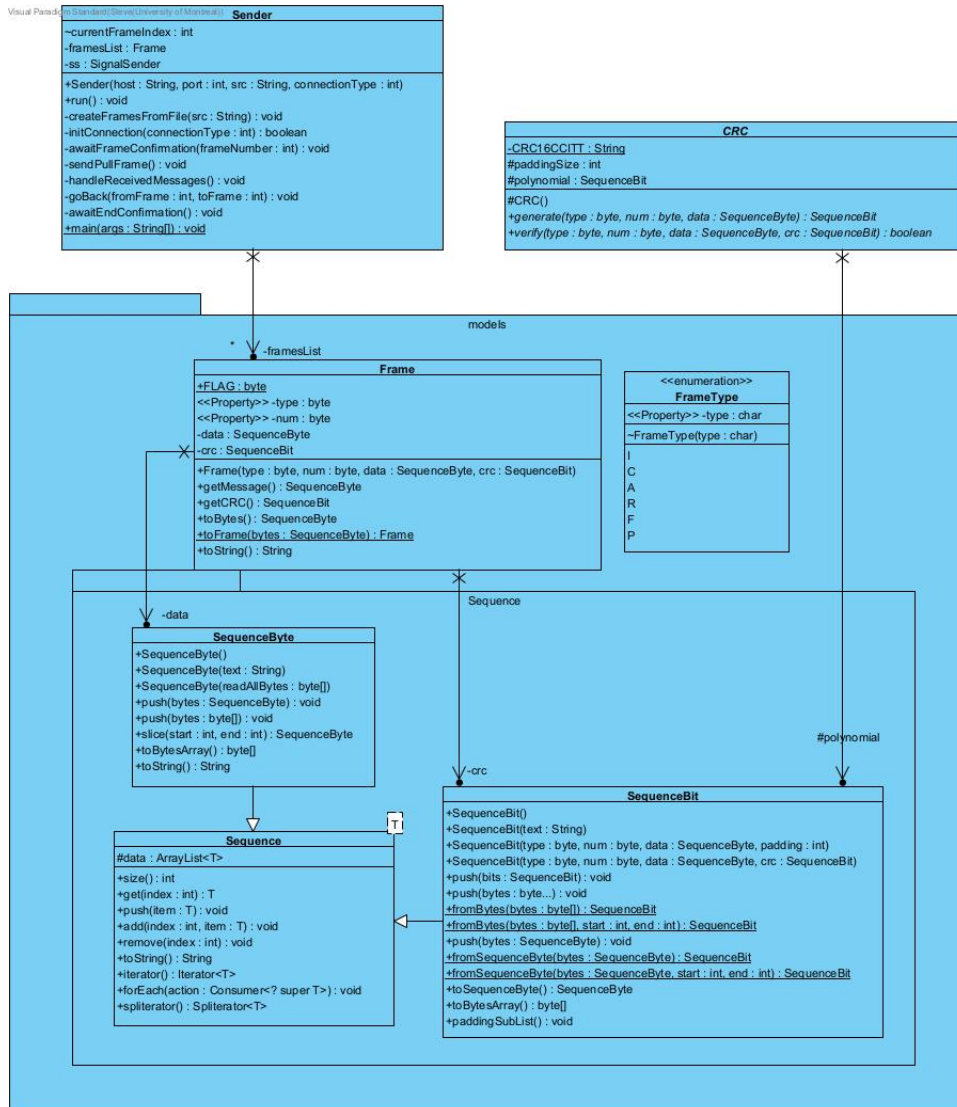 Visual Paradigm Standard(Steve(University of Montreal))
Sender
~currentFrameIndex : int
-framesList : Frame
-ss : SignalSender
+Sender(host : String, port : int, src : String, connectionType : int)
+run() : void
-createFramesFromFile(src : String) : void
-initConnection(connectionType : int) : boolean
-awaitFrameConfirmation(frameNumber : int) : void
-sendPullFrame() : void
-handleReceivedMessages() : void
-goBack(fromFrame : int, toFrame : int) : void
-awaitEndConfirmation() : void
+main(args : String[]) : void
CRC
-CRC16CCITT : String
#paddingSize : int
#polynomial : SequenceBit
#CRC()
+generate(type : byte, num : byte, data : SequenceByte) : SequenceBit
+verify(type : byte, num : byte, data : SequenceByte, crc : SequenceBit) : boolean
models
*
-framesList
Frame
+FLAG : byte
<<Property>> -type : byte
<<Property>> -num : byte
-data : SequenceByte
-crc : SequenceBit
+Frame(type : byte, num : byte, data : SequenceByte, crc : SequenceBit)
+getMessage() : SequenceByte
+getCRC() : SequenceBit
+toBytes() : SequenceByte
+toFrame(bytes : SequenceByte) : Frame
+toString() : String
<<enumeration>>
FrameType
<<Property>> -type : char
~FrameType(type : char)
I
C
A
R
F
P
Sequence
-data
SequenceByte
+SequenceByte()
+SequenceByte(text : String)
+SequenceByte(readAllBytes : byte[])
+push(bytes : SequenceByte) : void
+push(bytes : byte[]) : void
+slice(start : int, end : int) : SequenceByte
+toBytesArray() : byte[]
+toString() : String
#polynomial
-crc
SequenceBit
+SequenceBit()
+SequenceBit(text : String)
+SequenceBit(type : byte, num : byte, data : SequenceByte, padding : int)
+SequenceBit(type : byte, num : byte, data : SequenceByte, crc : SequenceBit)
+push(bits : SequenceBit) : void
+push(bytes : byte...) : void
+fromBytes(bytes : byte[]) : SequenceBit
+fromBytes(bytes : byte[], start : int, end : int) : SequenceBit
+push(bytes : SequenceByte) : void
+fromSequenceByte(bytes : SequenceByte) : SequenceBit
+fromSequenceByte(bytes : SequenceByte, start : int, end : int) : SequenceBit
+toSequenceByte() : SequenceByte
+toBytesArray() : byte[]
+paddingSubList() : void
T
Sequence
#data : ArrayList<T>
+size() : int
+get(index : int) : T
+push(item : T) : void
+add(index : int, item : T) : void
+remove(index : int) : void
+toString() : String
+iterator() : Iterator<T>
+forEach(action : Consumer<? super T>) : void
+spliterator() : Spliterator<T>